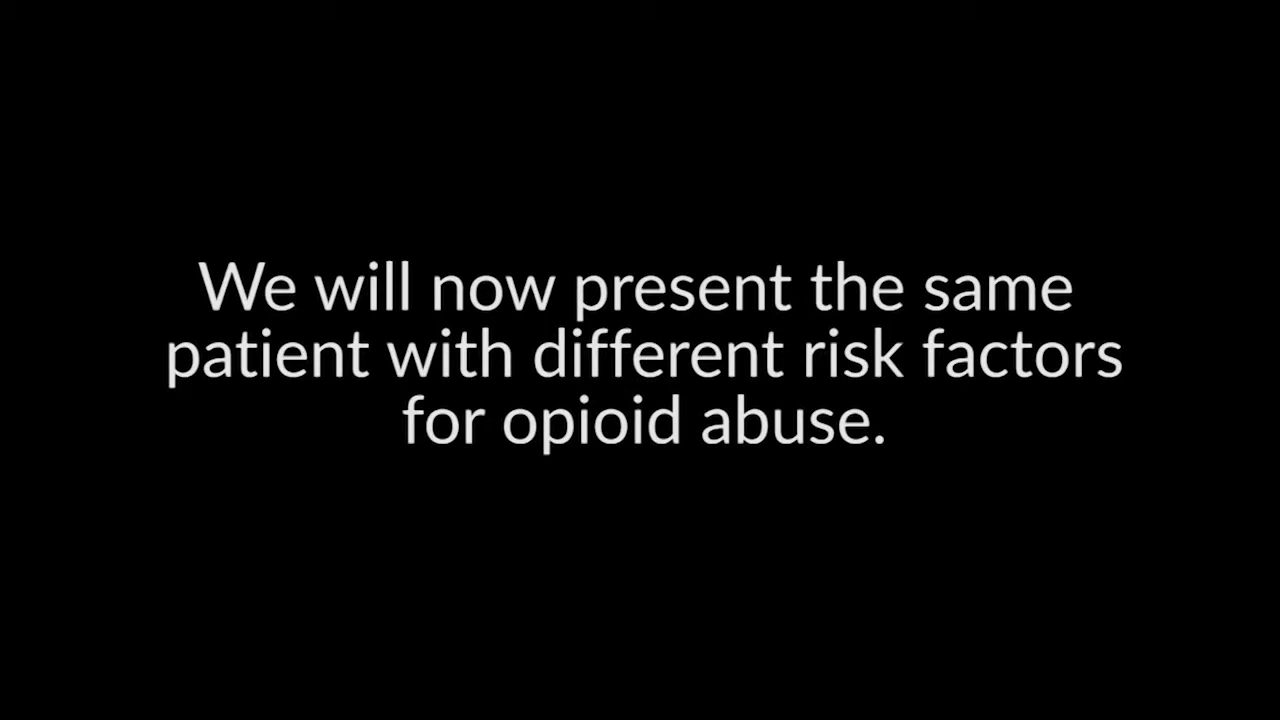 We will now present the same
patient with different risk factors
for opioid abuse.